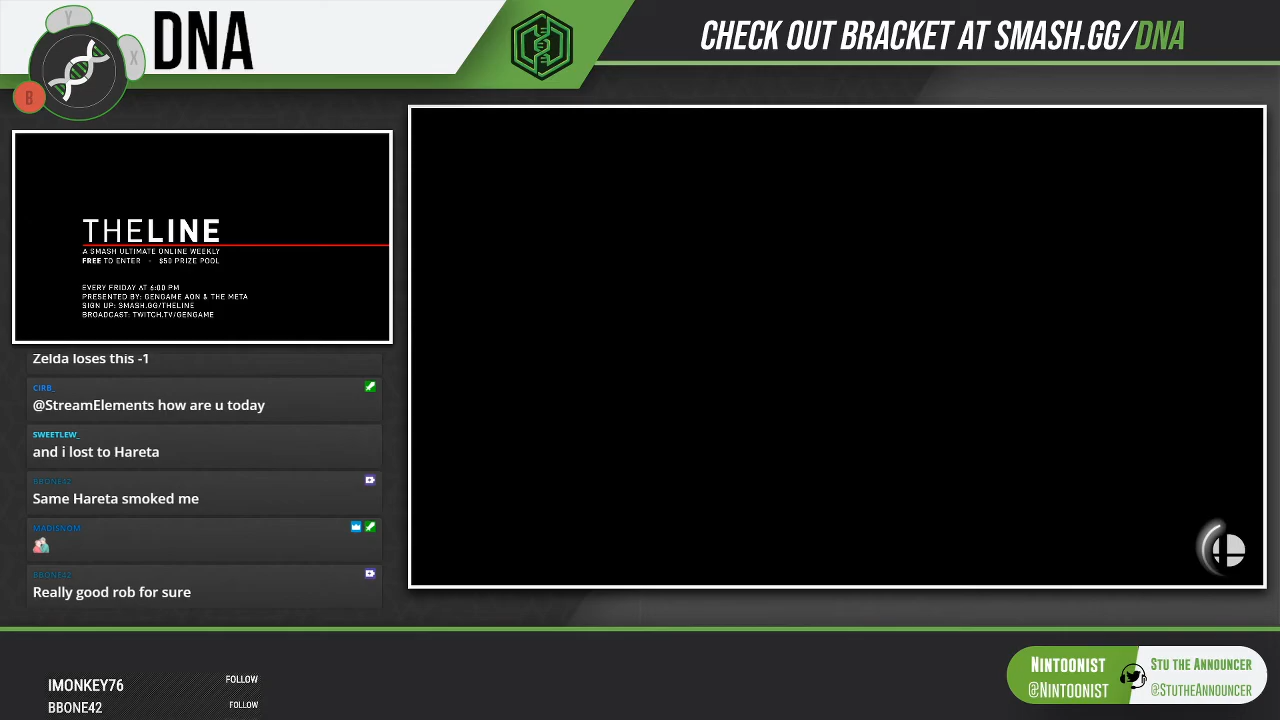 Y
X
B
DNA
CHECK OUT BRACKET AT SMASH.GG/DNA
THELINE
A SMASH ULTIMATE ONLINE WEEKLY
FREE TO ENTER - $50 PRIZE POOL
EVERY FRIDAY AT 6:00 PM
PRESENTED BY: GENGAME AON & THE META
SIGN UP: SMASH.GG/THELINE
BROADCAST: TWITCH.TV/GENGAME
Zelda loses this -1
CIRB_
@StreamElements how are u today
SWEETLEW_
and i lost to Hareta
BBONE42
Same Hareta smoked me
MADISNOM
BBONE42
Really good rob for sure
IMONKEY76 FOLLOW
BBONE42 FOLLOW
NINTOONIST
@NINTOONIST
STU THE ANNOUNCER
@STUTHEANNOUNCER